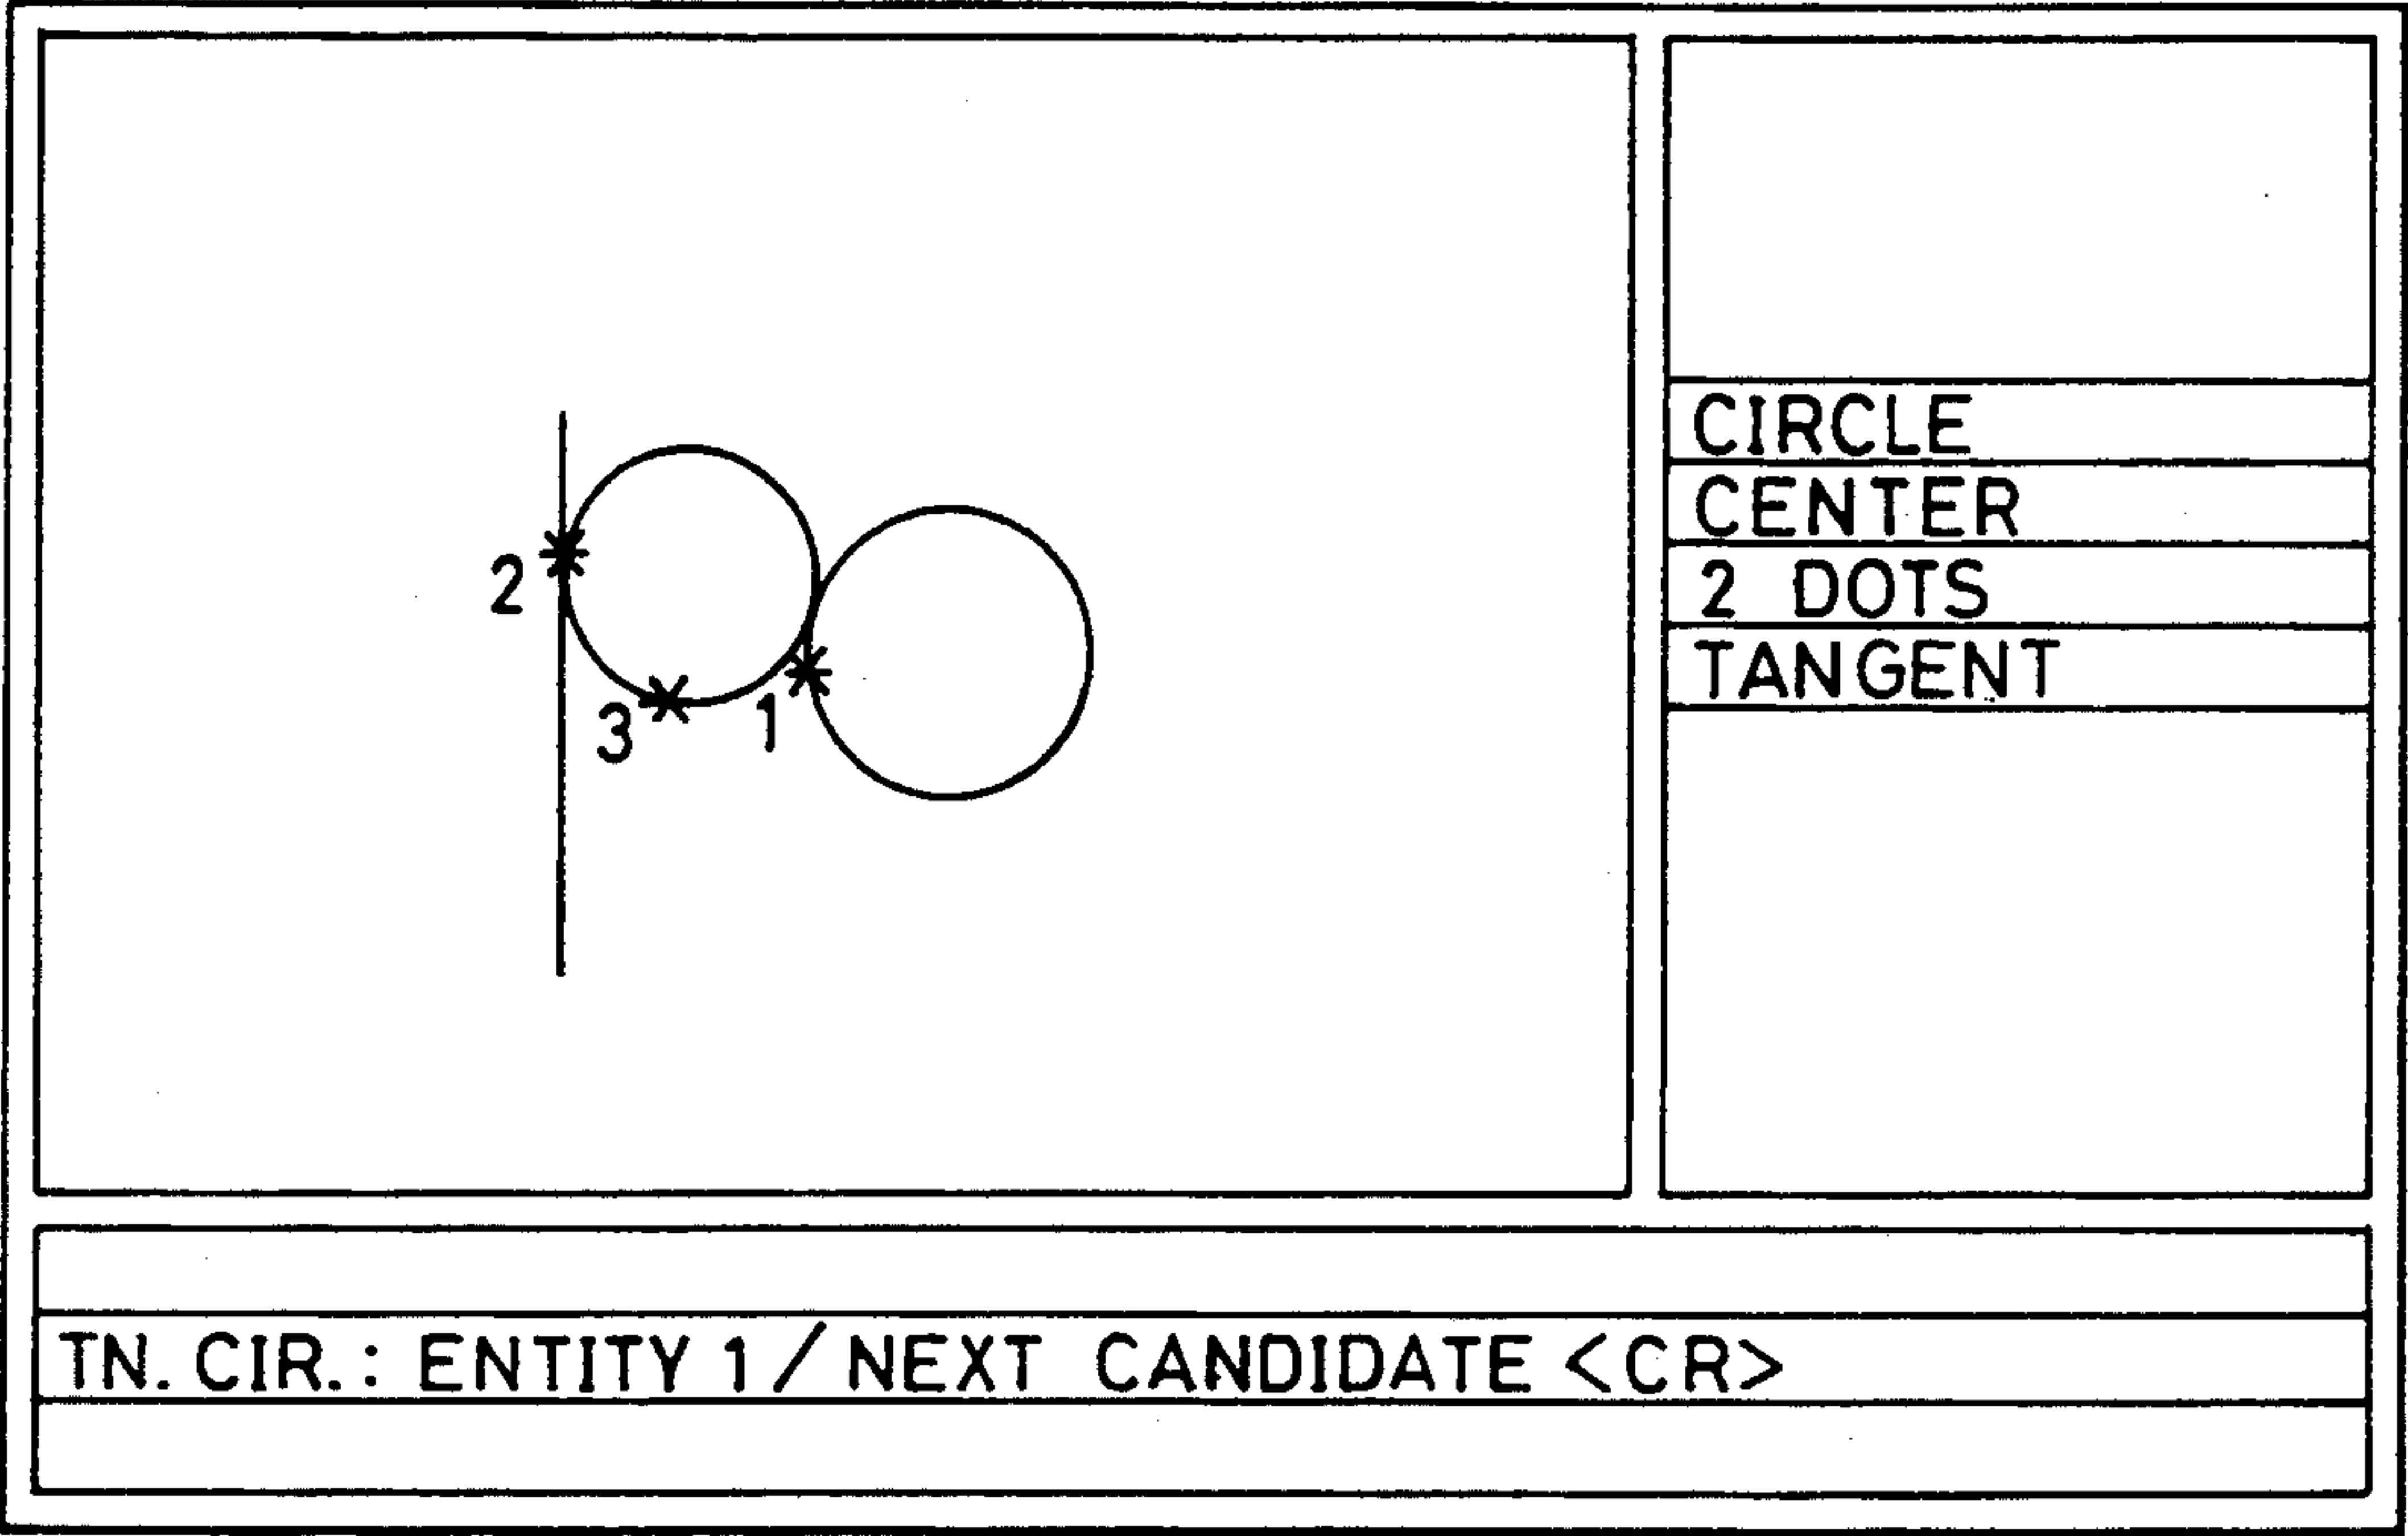 2
3
1
CIRCLE
CENTER
2 DOTS
TANGENT
TN. CIR.: ENTITY 1 / NEXT CANDIDATE <CR>